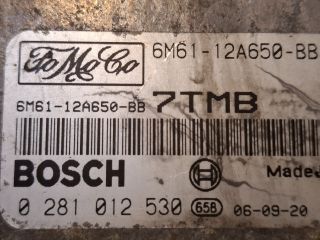 FoMoCo 6M61-12A650-BB
6M61-12A650-BB 7TMB
BOSCH Made
0 281 012 530 658 06-09-20